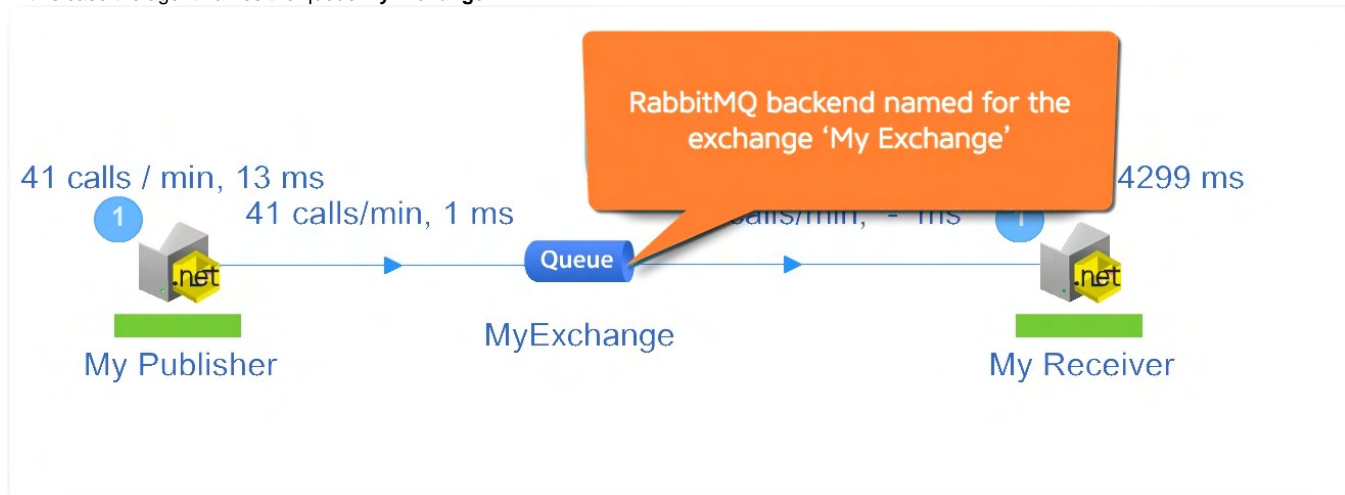 RabbitMQ backend named for the
exchange ‘My Exchange’
41 calls / min, 13 ms
4299 ms
1
41 calls/min, 1 ms
calls/min, - ms
1
.net
Queue
.net
MyExchange
My Publisher
My Receiver